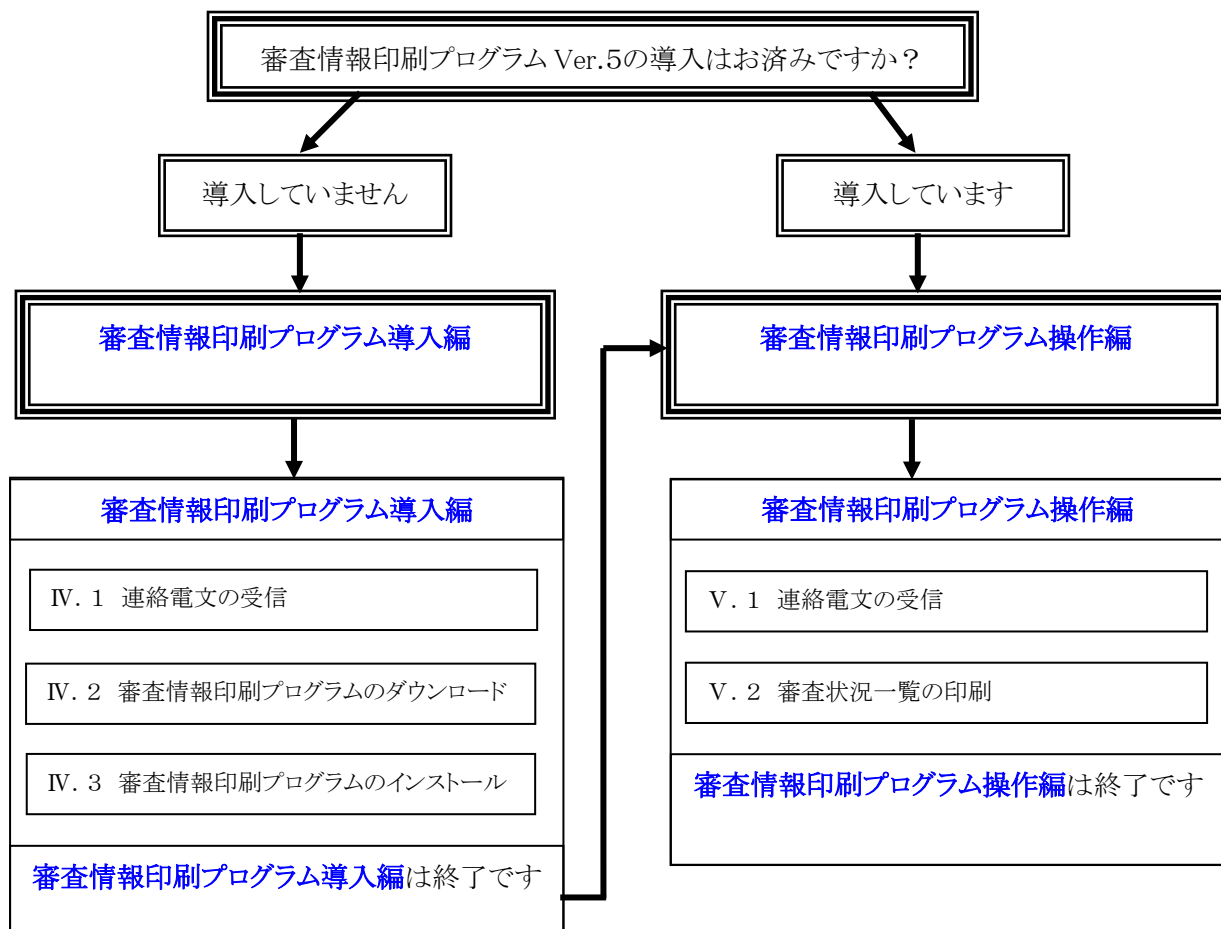 審査情報印刷プログラム Ver.5の導入はお済みですか？
導入していません
導入しています
審査情報印刷プログラム導入編
審査情報印刷プログラム操作編
審査情報印刷プログラム導入編
Ⅳ．１ 連絡電文の受信
Ⅳ．２ 審査情報印刷プログラムのダウンロード
Ⅳ．３ 審査情報印刷プログラムのインストール
審査情報印刷プログラム導入編は終了です
審査情報印刷プログラム操作編
Ⅴ．１ 連絡電文の受信
Ⅴ．２ 審査状況一覧の印刷
審査情報印刷プログラム操作編は終了です